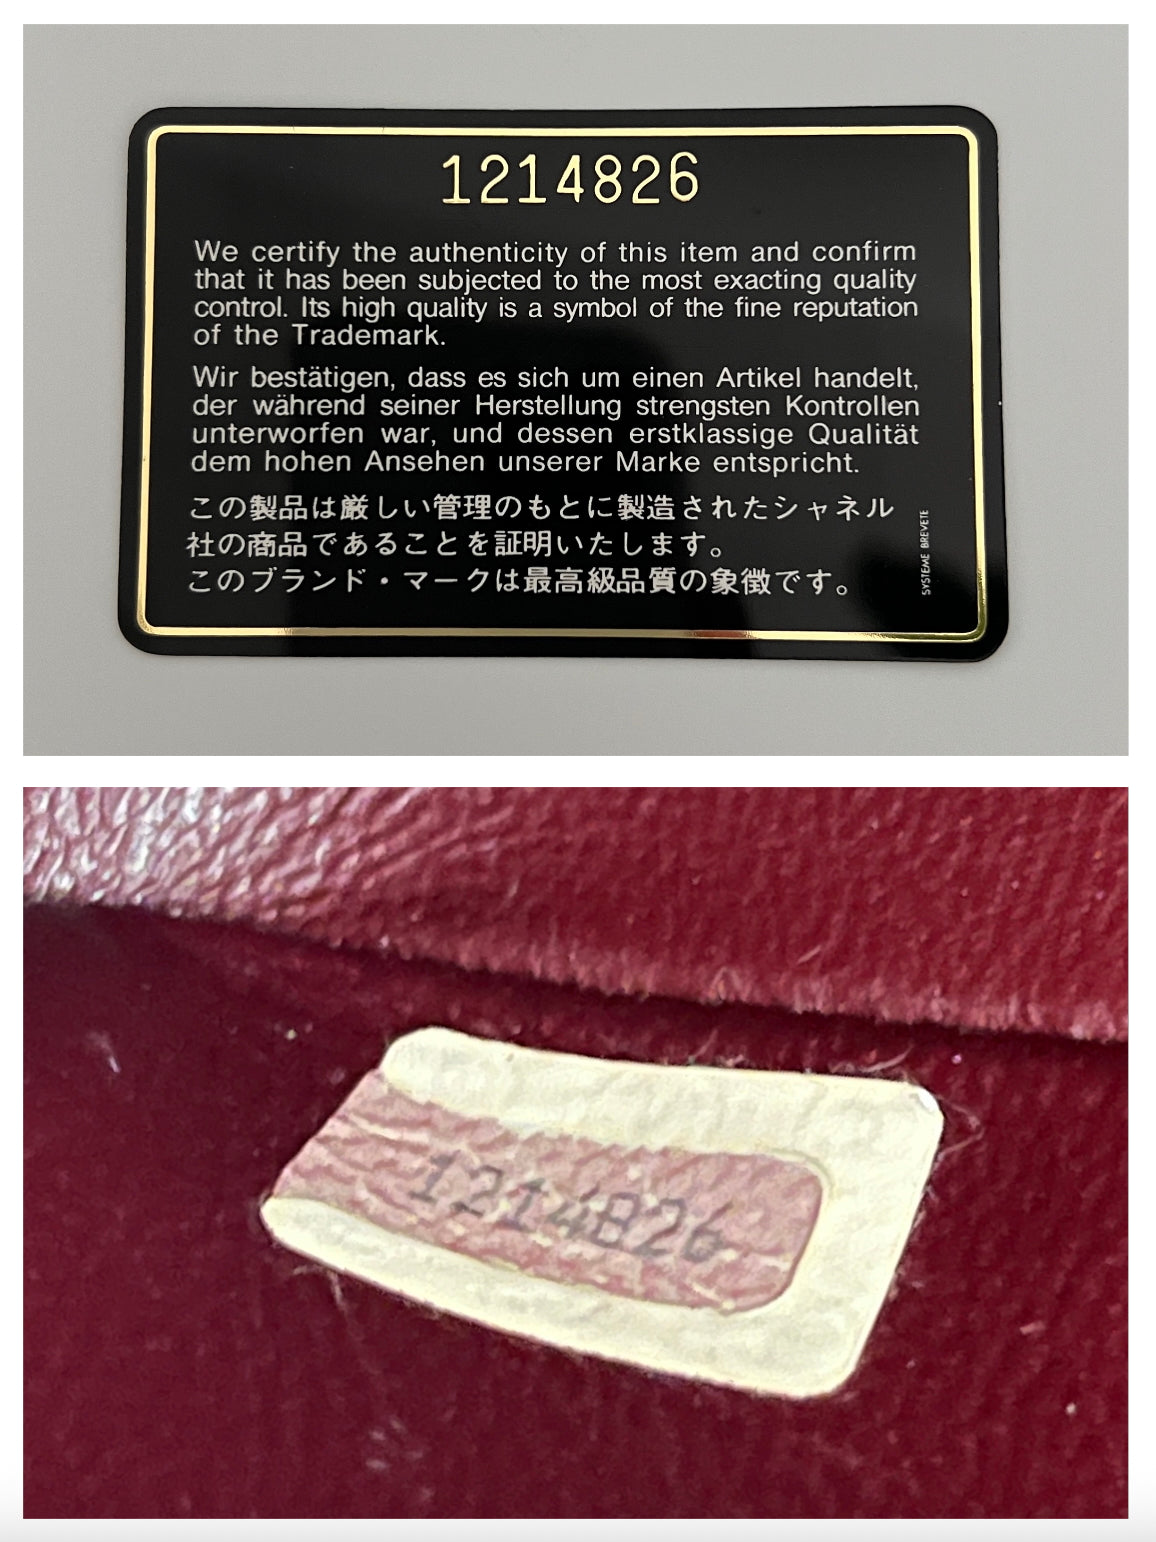 1214826
We certify the authenticity of this item and confirm
that it has been subjected to the most exacting quality
control. Its high quality is a symbol of the fine reputation
of the Trademark.
Wir bestätigen, dass es sich um einen Artikel handelt,
der während seiner Herstellung strengsten Kontrollen
unterworfen war, und dessen erstklassige Qualität
dem hohen Ansehen unserer Marke entspricht.
この製品は厳しい管理のもとに製造されたシャネル
社の商品であることを証明いたします。
このブランド・マークは最高級品質の象徴です。
SYSTEME BREVETE
1214826